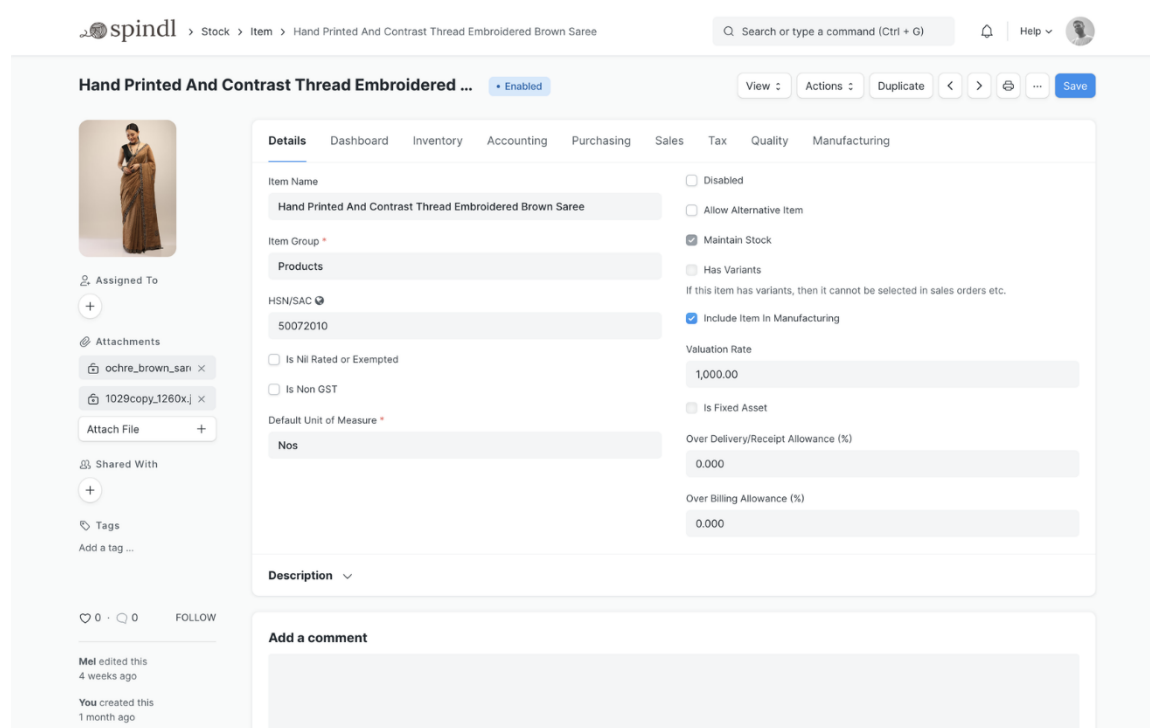 spindl > Stock > Item > Hand Printed And Contrast Thread Embroidered Brown Saree
Search or type a command (Ctrl + G)
Help
Hand Printed And Contrast Thread Embroidered ...
• Enabled
View
Actions
Duplicate
...
Save
Assigned To
+
Attachments
ochre_brown_sar ×
1029copy_1260x.j ×
Attach File +
Shared With
+
Tags
Add a tag ...
0 · 0 FOLLOW
Mel edited this
4 weeks ago
You created this
1 month ago
Details Dashboard Inventory Accounting Purchasing Sales Tax Quality Manufacturing
Item Name
Hand Printed And Contrast Thread Embroidered Brown Saree
Item Group *
Products
HSN/SAC
50072010
Is Nil Rated or Exempted
Is Non GST
Default Unit of Measure *
Nos
Disabled
Allow Alternative Item
Maintain Stock
Has Variants
If this item has variants, then it cannot be selected in sales orders etc.
Include Item In Manufacturing
Valuation Rate
1,000.00
Is Fixed Asset
Over Delivery/Receipt Allowance (%)
0.000
Over Billing Allowance (%)
0.000
Description
Add a comment